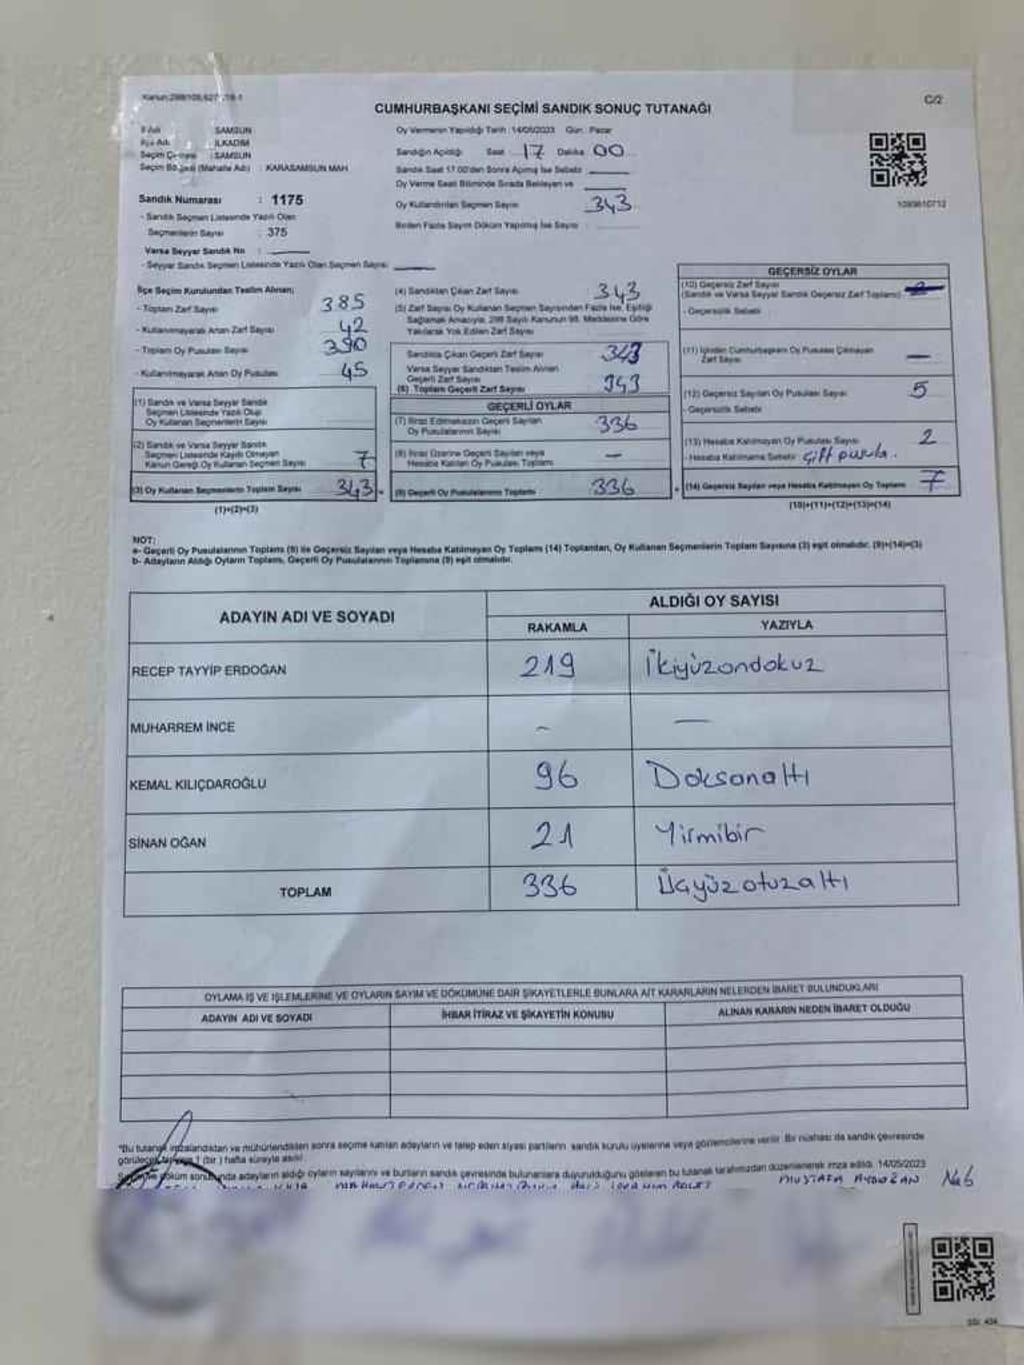 C/2
CUMHURBAŞKANI SEÇİMİ SANDIK SONUÇ TUTANAĞI
İl Adı : SAMSUN
İlçe Adı : İLKADIM
Seçim Çevresi : SAMSUN
Seçim Bölgesi (Mahalle Adı) : KARASAMSUN MAH
Sandık Numarası : 1175
- Sandık Seçmen Listesinde Yazılı Olan
Seçmenlerin Sayısı : 375
Varsa Seyyar Sandık No :
- Seyyar Sandık Seçmen Listesinde Yazılı Olan Seçmen Sayısı
Oy Vermenin Yapıldığı Tarih : 14/05/2023 Gün : Pazar
Sandığın Açıldığı Saat 17 Dakika 00
Sandık Saat 17:00'den Sonra Açılmış İse Sebebi
Oy Verme Saati Bitiminde Sırada Bekleyen ve
Oy Kullandırılan Seçmen Sayısı 343
Birden Fazla Sayım Döküm Yapılmış İse Sayısı :
1093610712
İlçe Seçim Kurulundan Teslim Alınan;
- Toplam Zarf Sayısı 385
- Kullanılmayarak Artan Zarf Sayısı 42
- Toplam Oy Pusulası Sayısı 390
- Kullanılmayarak Artan Oy Pusulası 45
(1) Sandık ve Varsa Seyyar Sandık
Seçmen Listesinde Yazılı Olup
Oy Kullanan Seçmenlerin Sayısı
(2) Sandık ve Varsa Seyyar Sandık
Seçmen Listesinde Kayıtlı Olmayan
Kanun Gereği Oy Kullanan Seçmen Sayısı 7
(3) Oy Kullanan Seçmenlerin Toplam Sayısı 343
(1)+(2)=(3)
(4) Sandıktan Çıkan Zarf Sayısı 343
(5) Zarf Sayısı Oy Kullanan Seçmen Sayısından Fazla İse, Eşitliği
Sağlamak Amacıyla, 298 Sayılı Kanunun 98. Maddesine Göre
Yakılarak Yok Edilen Zarf Sayısı
Sandıkta Çıkan Geçerli Zarf Sayısı 343
Varsa Seyyar Sandıktan Teslim Alınan
Geçerli Zarf Sayısı
(6) Toplam Geçerli Zarf Sayısı 343
GEÇERLİ OYLAR
(7) İtiraz Edilmeksizin Geçerli Sayılan
Oy Pusulalarının Sayısı 336
(8) İtiraz Üzerine Geçerli Sayılan veya
Hesaba Katılan Oy Pusulası Toplamı —
(9) Geçerli Oy Pusulalarının Toplamı 336
GEÇERSİZ OYLAR
(10) Geçersiz Zarf Sayısı
(Sandık ve Varsa Seyyar Sandık Geçersiz Zarf Toplamı)
- Geçersizlik Sebebi
(11) İçinden Cumhurbaşkanı Oy Pusulası Çıkmayan
Zarf Sayısı —
(12) Geçersiz Sayılan Oy Pusulası Sayısı 5
- Geçersizlik Sebebi
(13) Hesaba Katılmayan Oy Pusulası Sayısı 2
- Hesaba Katılmama Sebebi Çift pusula.
(14) Geçersiz Sayılan veya Hesaba Katılmayan Oy Toplamı 7
(10)+(11)+(12)+(13)=(14)
NOT:
a- Geçerli Oy Pusulalarının Toplamı (9) ile Geçersiz Sayılan veya Hesaba Katılmayan Oy Toplamı (14) Toplamları, Oy Kullanan Seçmenlerin Toplam Sayısına (3) eşit olmalıdır. (9)+(14)=(3)
b- Adayların Aldığı Oyların Toplamı, Geçerli Oy Pusulalarının Toplamına (9) eşit olmalıdır.
ADAYIN ADI VE SOYADI
ALDIĞI OY SAYISI
RAKAMLA YAZIYLA
RECEP TAYYİP ERDOĞAN 219 İkiyüzondokuz
MUHARREM İNCE – —
KEMAL KILIÇDAROĞLU 96 Doksanaltı
SİNAN OĞAN 21 Yirmibir
TOPLAM 336 Üçyüzotuzaltı
OYLAMA İŞ VE İŞLEMLERİNE VE OYLARIN SAYIM VE DÖKÜMÜNE DAİR ŞİKAYETLERLE BUNLARA AİT KARARLARIN NELERDEN İBARET BULUNDUKLARI
ADAYIN ADI VE SOYADI İHBAR İTİRAZ VE ŞİKAYETİN KONUSU ALINAN KARARIN NEDEN İBARET OLDUĞU
*Bu tutanak imzalandıktan ve mühürlendikten sonra seçime katılan adayların ve talep eden siyasi partilerin sandık kurulu üyelerine veya gözlemcilerine verilir. Bir nüshası da sandık çevresinde
görülecek bir yere 1 (bir) hafta süreyle asılır.
döküm sonunda adayların aldığı oyların sayılarını ve bunların sandık çevresinde bulunanlara duyurulduğunu gösteren bu tutanak tarafımızdan düzenlenerek imza edildi. 14/05/2023
MUSTAFA AYDOĞAN